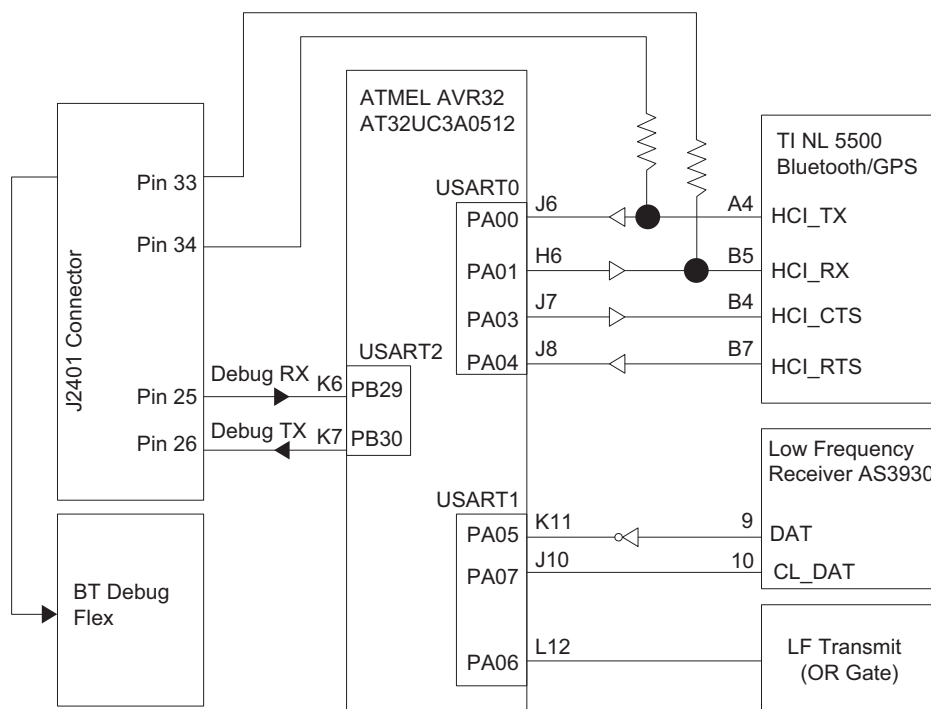 ATMEL AVR32
AT32UC3A0512
TI NL 5500
Bluetooth/GPS
J2401 Connector
Pin 33
Pin 34
Pin 25
Pin 26
Debug RX
Debug TX
K6
K7
USART2
PB29
PB30
USART0
PA00
PA01
PA03
PA04
J6
H6
J7
J8
A4
B5
B4
B7
HCI_TX
HCI_RX
HCI_CTS
HCI_RTS
Low Frequency
Receiver AS3930
USART1
PA05
PA07
PA06
K11
J10
L12
9
10
DAT
CL_DAT
BT Debug
Flex
LF Transmit
(OR Gate)